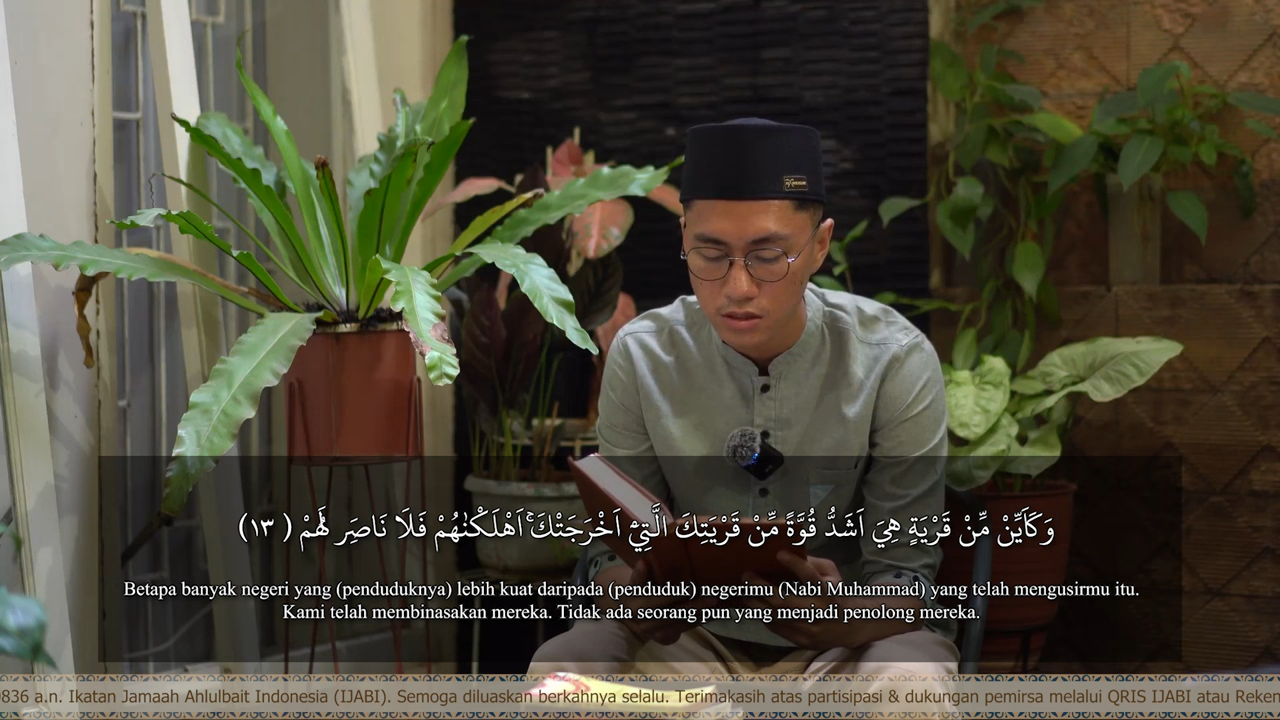 وَكَاَيِّنْ مِّنْ قَرْيَةٍ هِيَ اَشَدُّ قُوَّةً مِّنْ قَرْيَتِكَ الَّتِيْٓ اَخْرَجَتْكَۚ اَهْلَكْنٰهُمْ فَلَا نَاصِرَ لَهُمْ ( ١٣ )
Betapa banyak negeri yang (penduduknya) lebih kuat daripada (penduduk) negerimu (Nabi Muhammad) yang telah mengusirmu itu.
Kami telah membinasakan mereka. Tidak ada seorang pun yang menjadi penolong mereka.
9836 a.n. Ikatan Jamaah Ahlulbait Indonesia (IJABI). Semoga diluaskan berkahnya selalu. Terimakasih atas partisipasi & dukungan pemirsa melalui QRIS IJABI atau Reken